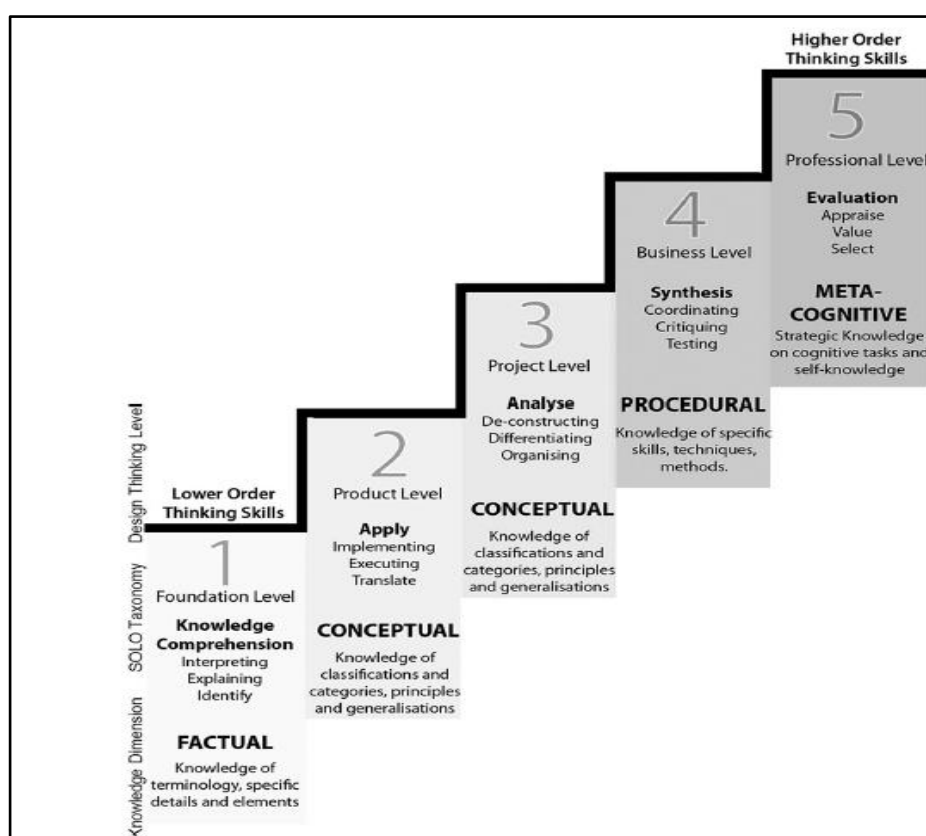 Higher Order
Thinking Skills
5
Professional Level
Evaluation
Appraise
Value
Select
META-
COGNITIVE
Strategic Knowledge
on cognitive tasks and
self-knowledge
4
Business Level
Synthesis
Coordinating
Critiquing
Testing
PROCEDURAL
Knowledge of specific
skills, techniques,
methods.
3
Project Level
Analyse
De-constructing
Differentiating
Organising
CONCEPTUAL
Knowledge of
classifications and
categories, principles
and generalisations
2
Product Level
Apply
Implementing
Executing
Translate
CONCEPTUAL
Knowledge of
classifications and
categories, principles
and generalisations
Lower Order
Thinking Skills
1
Foundation Level
Knowledge
Comprehension
Interpreting
Explaining
Identify
FACTUAL
Knowledge of
terminology, specific
details and elements
Design Thinking Level
SOLO Taxonomy
Knowledge Dimension